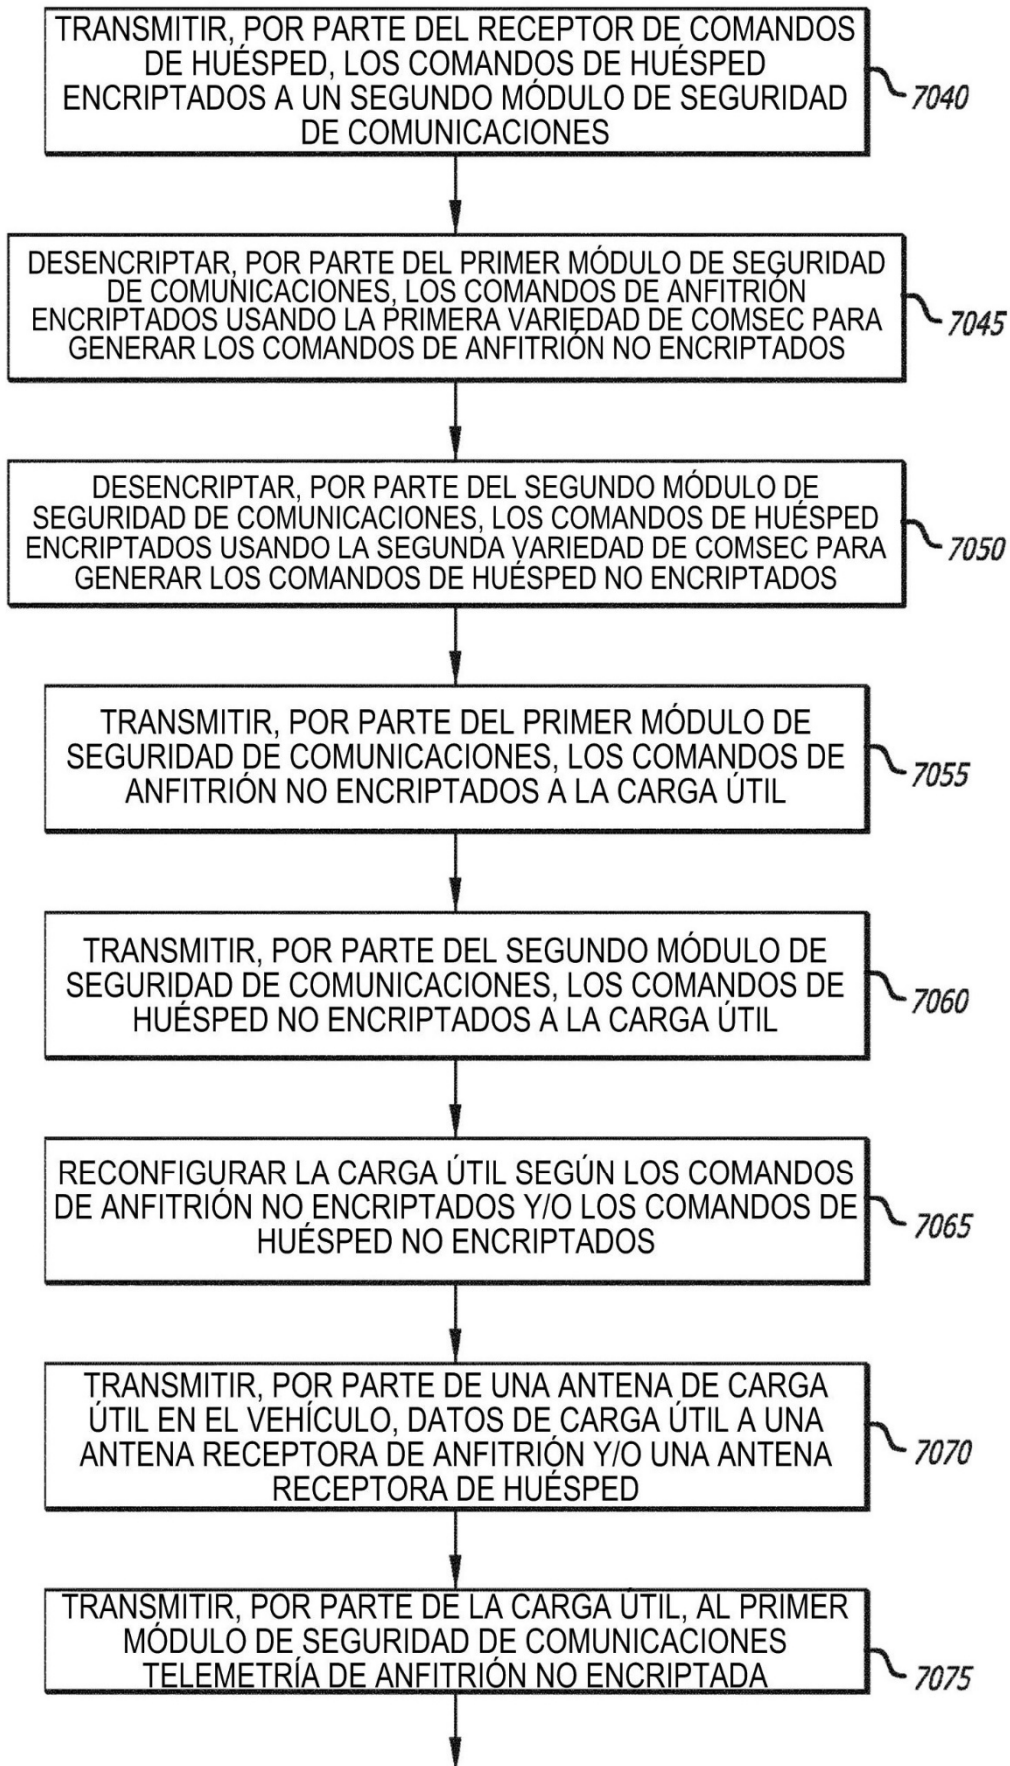 TRANSMITIR, POR PARTE DEL RECEPTOR DE COMANDOS
DE HUÉSPED, LOS COMANDOS DE HUÉSPED
ENCRIPTADOS A UN SEGUNDO MÓDULO DE SEGURIDAD
DE COMUNICACIONES
7040
DESENCRIPTAR, POR PARTE DEL PRIMER MÓDULO DE SEGURIDAD
DE COMUNICACIONES, LOS COMANDOS DE ANFITRIÓN
ENCRIPTADOS USANDO LA PRIMERA VARIEDAD DE COMSEC PARA
GENERAR LOS COMANDOS DE ANFITRIÓN NO ENCRIPTADOS
7045
DESENCRIPTAR, POR PARTE DEL SEGUNDO MÓDULO DE
SEGURIDAD DE COMUNICACIONES, LOS COMANDOS DE HUÉSPED
ENCRIPTADOS USANDO LA SEGUNDA VARIEDAD DE COMSEC PARA
GENERAR LOS COMANDOS DE HUÉSPED NO ENCRIPTADOS
7050
TRANSMITIR, POR PARTE DEL PRIMER MÓDULO DE
SEGURIDAD DE COMUNICACIONES, LOS COMANDOS DE
ANFITRIÓN NO ENCRIPTADOS A LA CARGA ÚTIL
7055
TRANSMITIR, POR PARTE DEL SEGUNDO MÓDULO DE
SEGURIDAD DE COMUNICACIONES, LOS COMANDOS DE
HUÉSPED NO ENCRIPTADOS A LA CARGA ÚTIL
7060
RECONFIGURAR LA CARGA ÚTIL SEGÚN LOS COMANDOS
DE ANFITRIÓN NO ENCRIPTADOS Y/O LOS COMANDOS DE
HUÉSPED NO ENCRIPTADOS
7065
TRANSMITIR, POR PARTE DE UNA ANTENA DE CARGA
ÚTIL EN EL VEHÍCULO, DATOS DE CARGA ÚTIL A UNA
ANTENA RECEPTORA DE ANFITRIÓN Y/O UNA ANTENA
RECEPTORA DE HUÉSPED
7070
TRANSMITIR, POR PARTE DE LA CARGA ÚTIL, AL PRIMER
MÓDULO DE SEGURIDAD DE COMUNICACIONES
TELEMETRÍA DE ANFITRIÓN NO ENCRIPTADA
7075